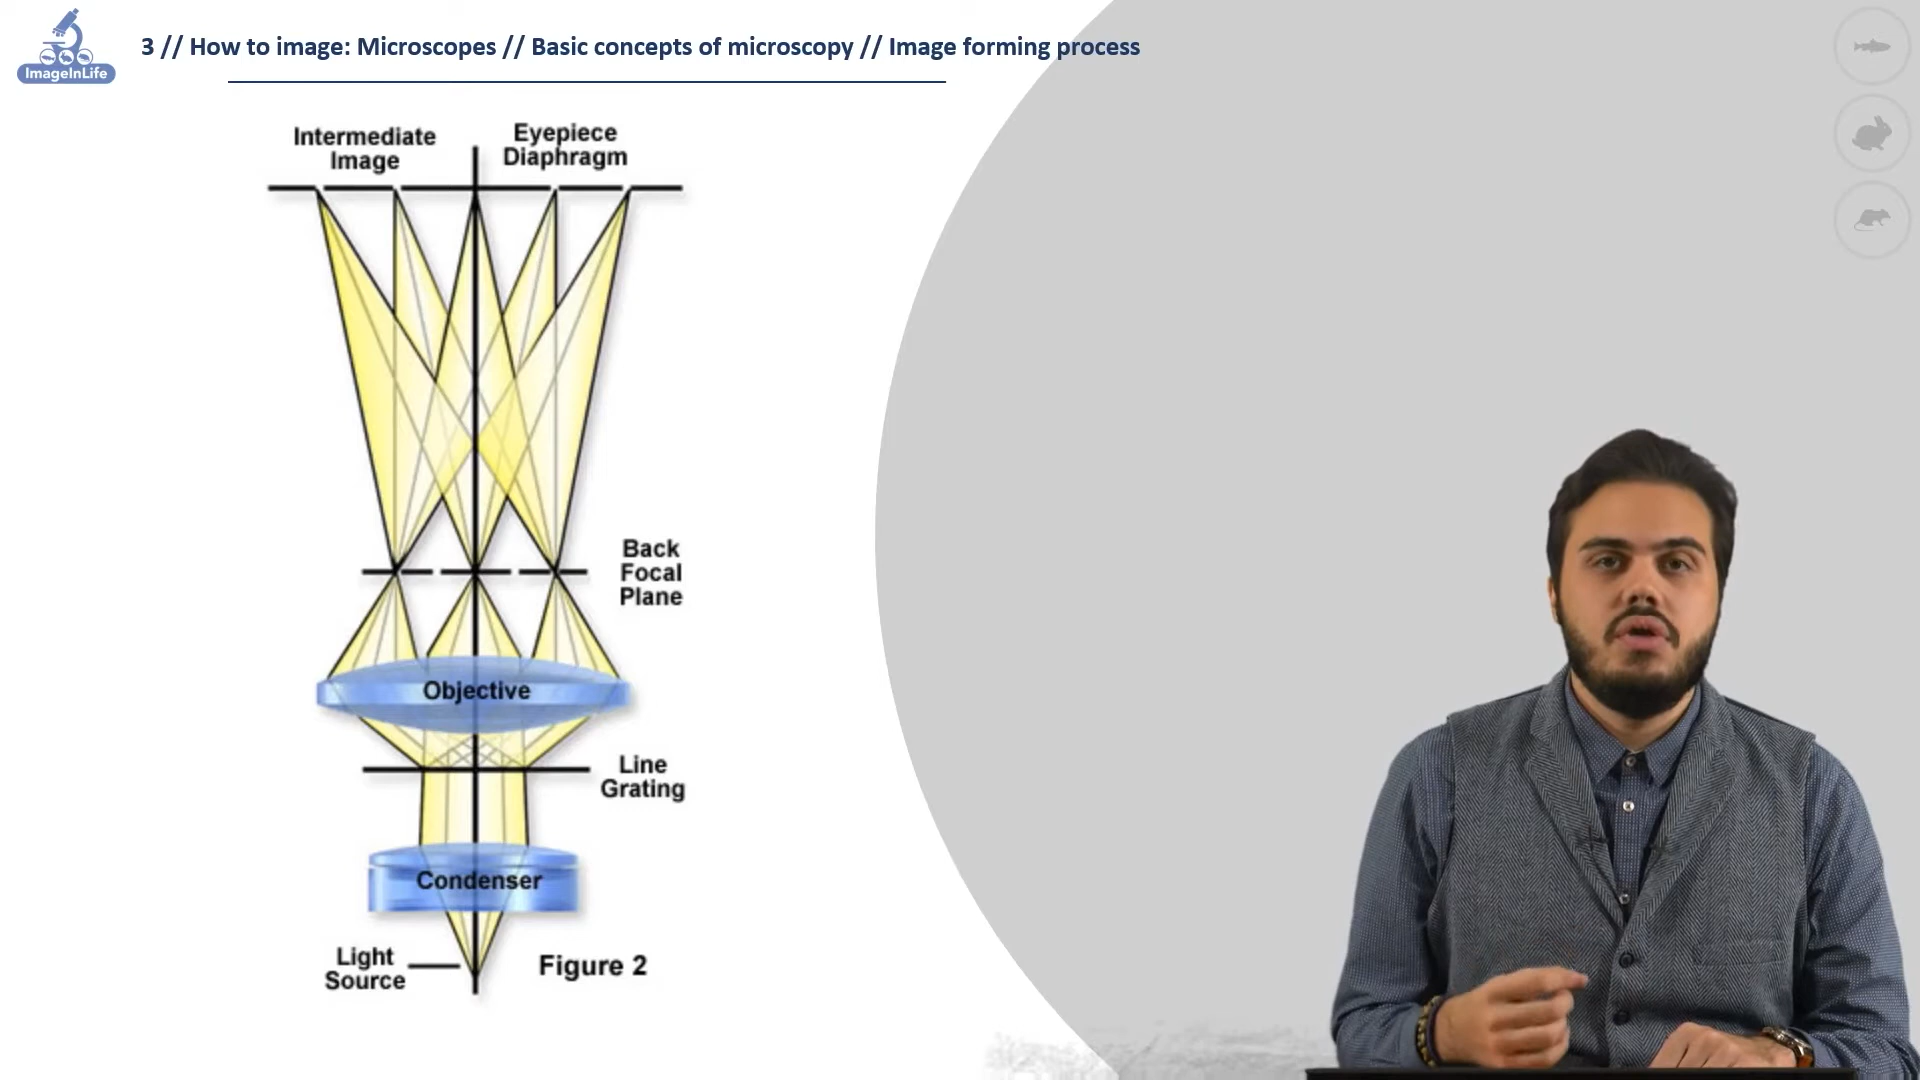 ImageInLife
3 // How to image: Microscopes // Basic concepts of microscopy // Image forming process
Intermediate
Image
Eyepiece
Diaphragm
Back
Focal
Plane
Objective
Line
Grating
Condenser
Light
Source
Figure 2